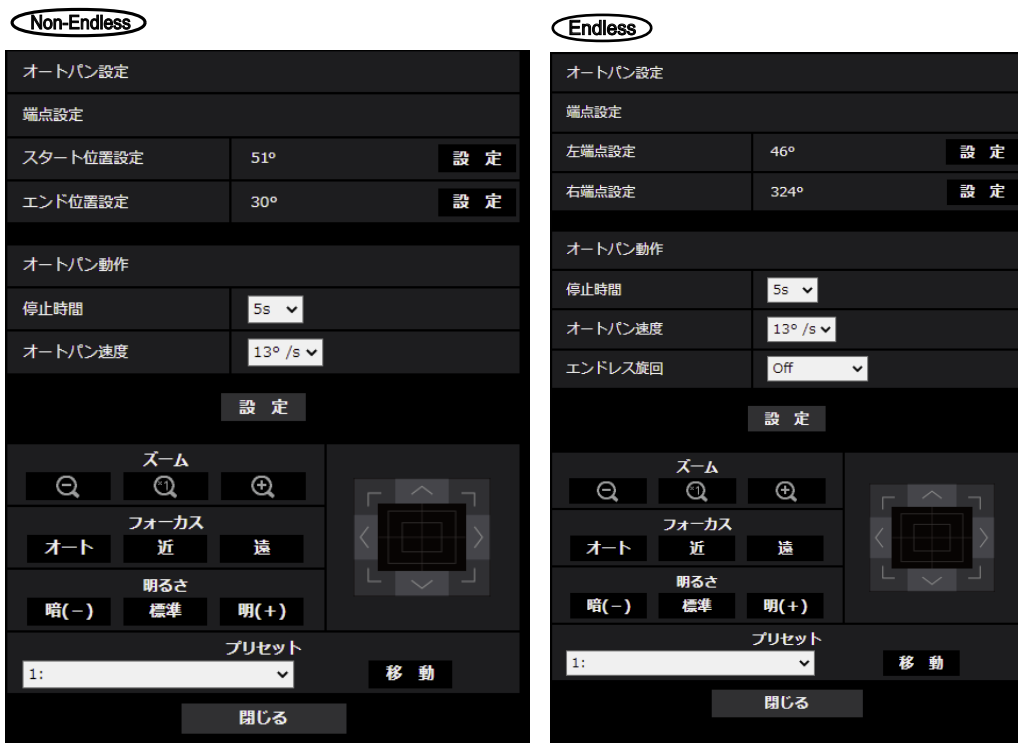 Non-Endless
オートパン設定
端点設定
スタート位置設定 51° 設 定
エンド位置設定 30° 設 定
オートパン動作
停止時間 5s
オートパン速度 13° /s
設 定
ズーム
×1
フォーカス
オート 近 遠
明るさ
暗(－) 標準 明(＋)
プリセット
1: 移 動
閉じる
Endless
オートパン設定
端点設定
左端点設定 46° 設 定
右端点設定 324° 設 定
オートパン動作
停止時間 5s
オートパン速度 13° /s
エンドレス旋回 Off
設 定
ズーム
×1
フォーカス
オート 近 遠
明るさ
暗(－) 標準 明(＋)
プリセット
1: 移 動
閉じる